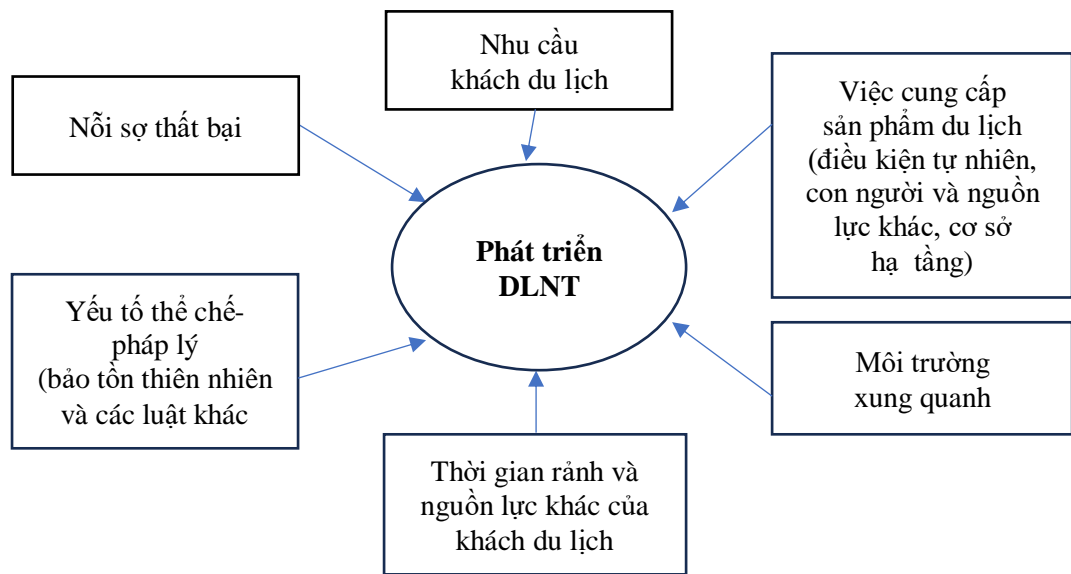 Nhu cầu
khách du lịch
Nỗi sợ thất bại
Việc cung cấp
sản phẩm du lịch
(điều kiện tự nhiên,
con người và nguồn
lực khác, cơ sở
hạ tầng)
Phát triển
DLNT
Yếu tố thể chế-
pháp lý
(bảo tồn thiên nhiên
và các luật khác
Môi trường
xung quanh
Thời gian rảnh và
nguồn lực khác của
khách du lịch